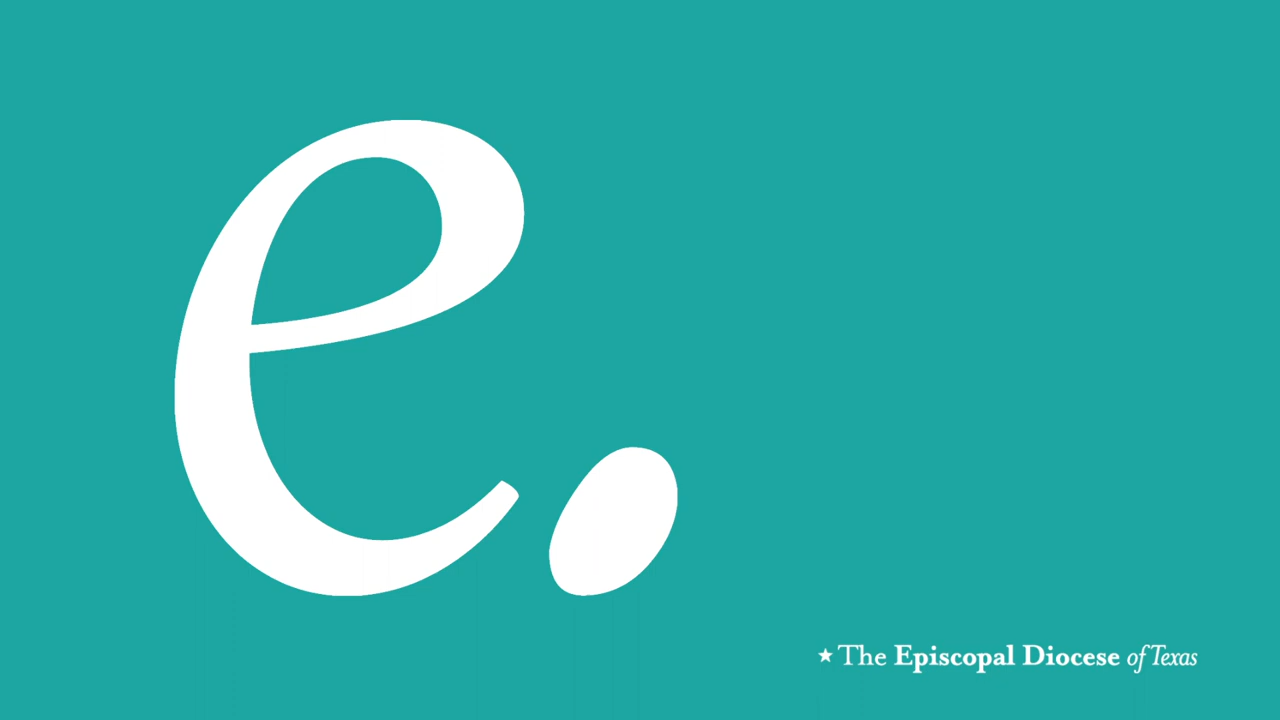 e.
★The Episcopal Diocese of Texas